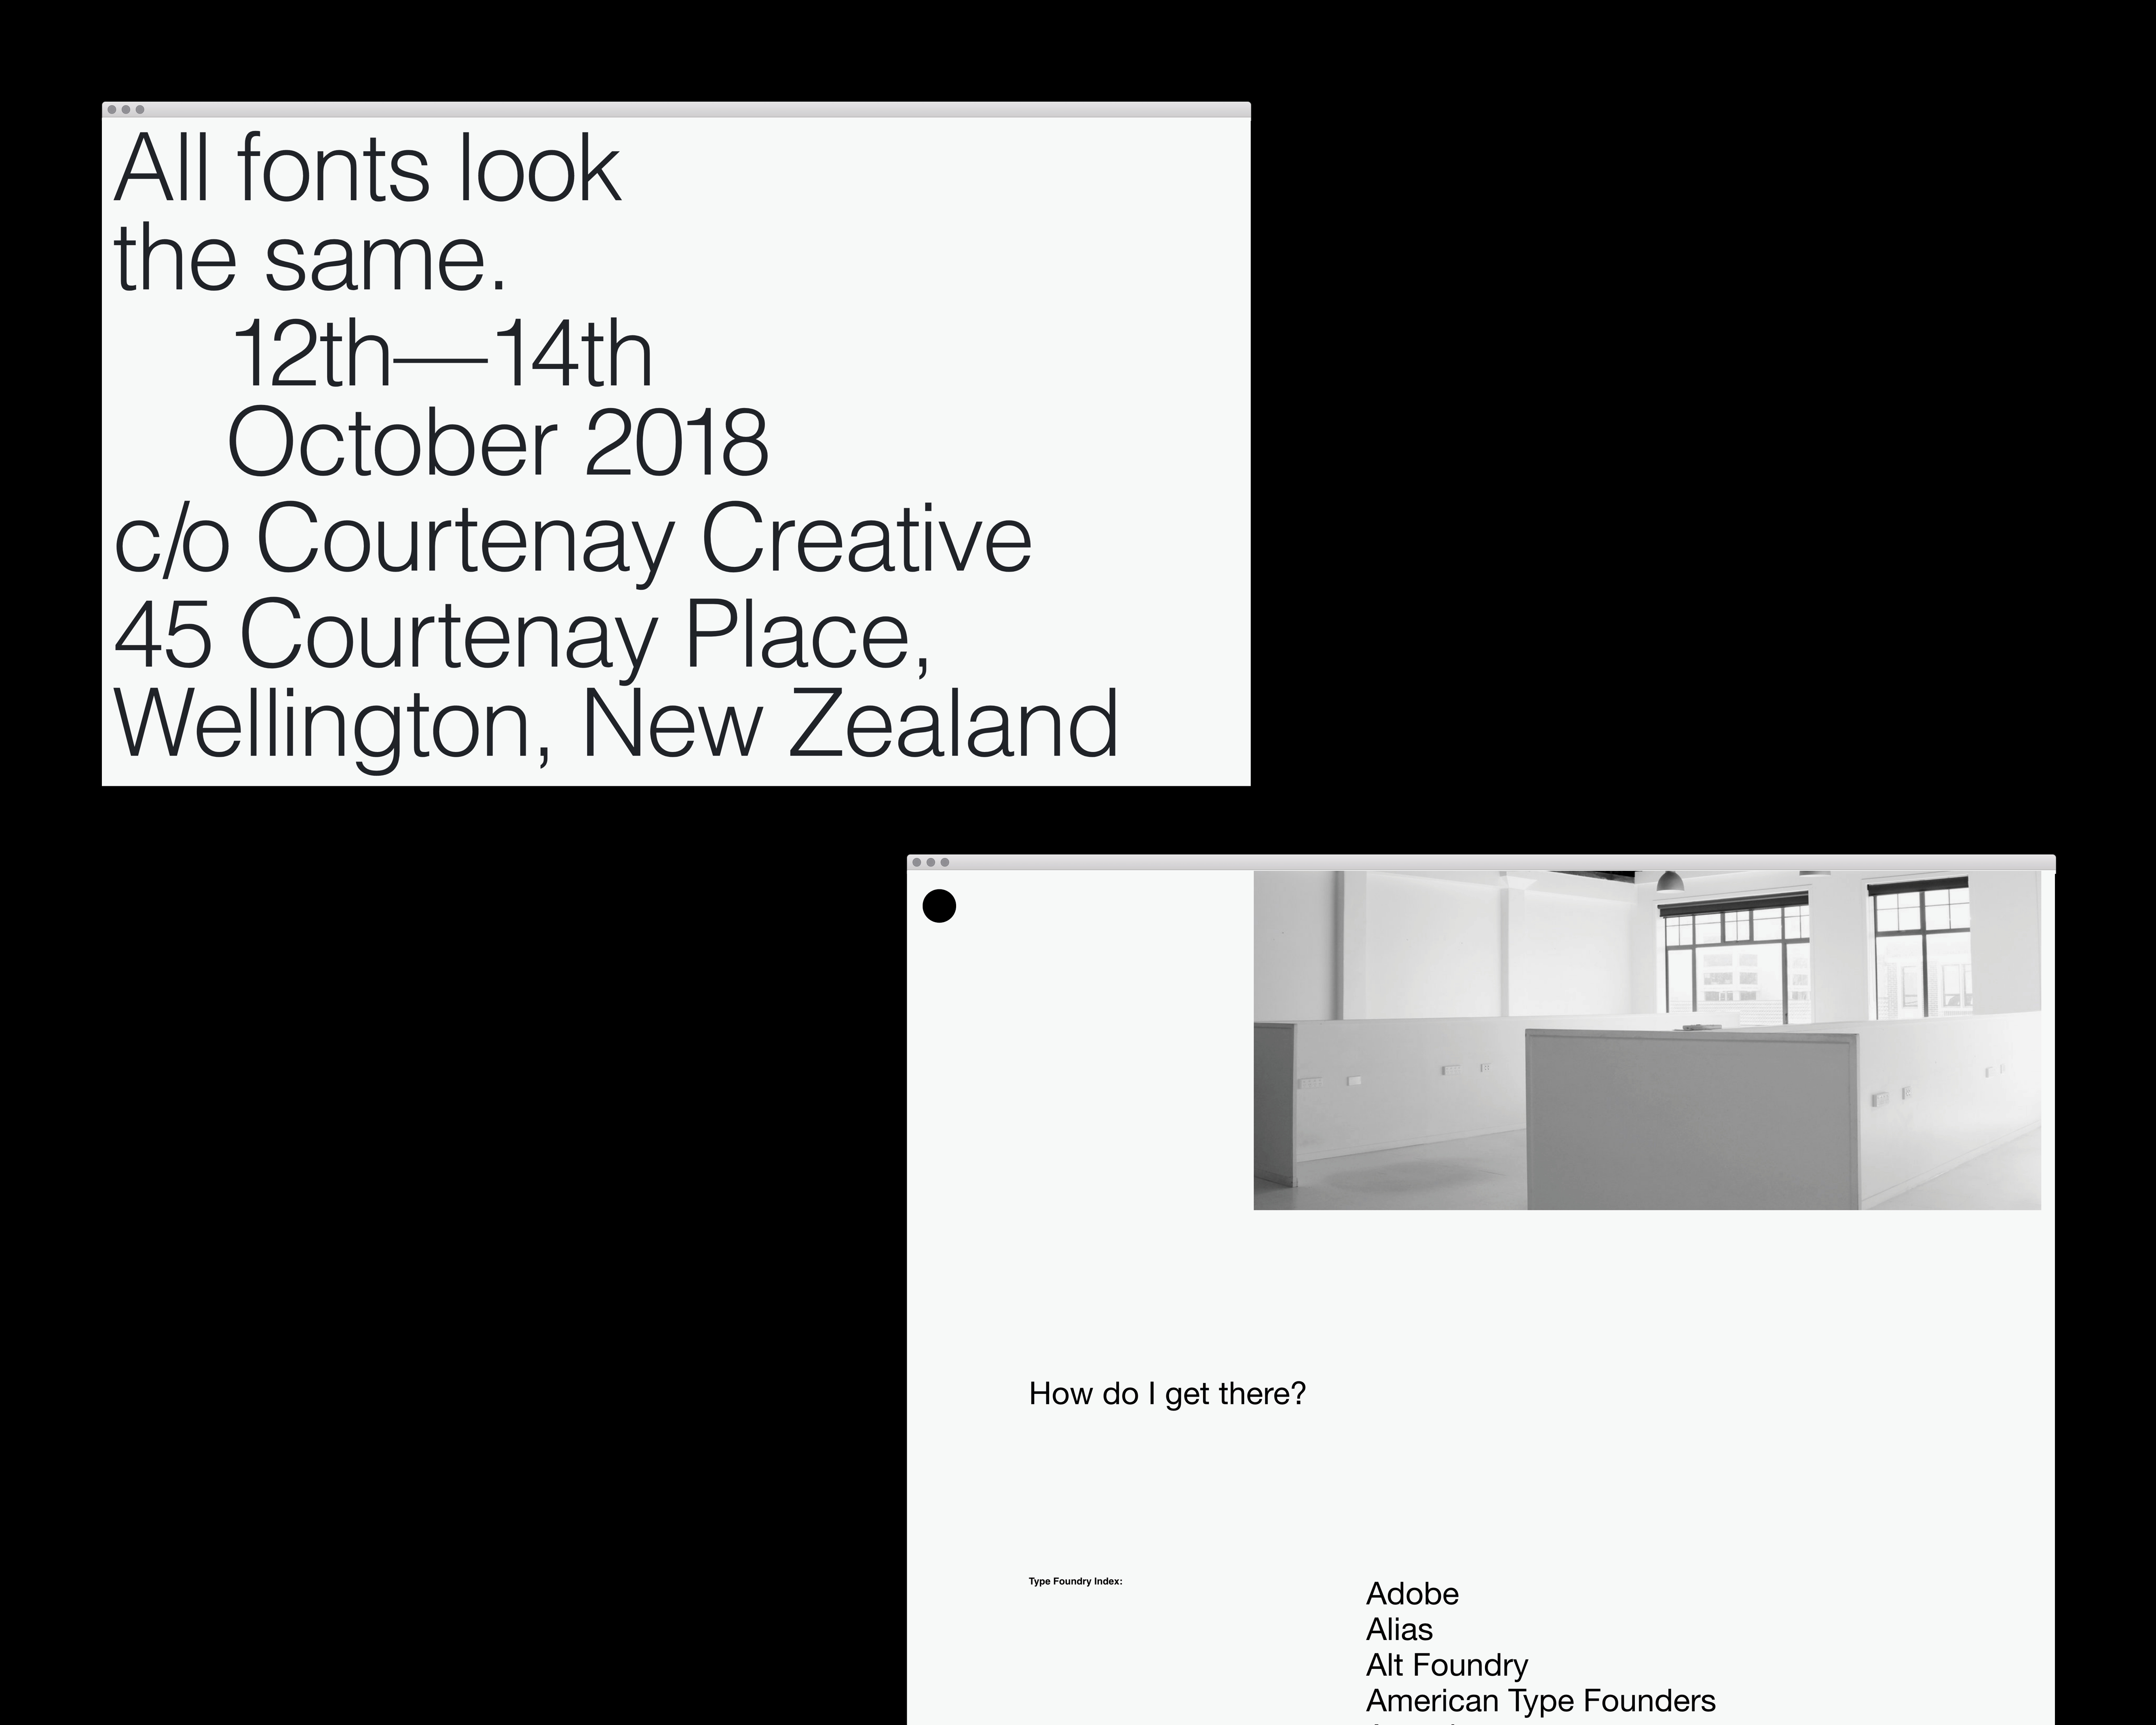 All fonts look
the same.
12th—14th
October 2018
c/o Courtenay Creative
45 Courtenay Place,
Wellington, New Zealand
How do I get there?
Type Foundry Index:
Adobe
Alias
Alt Foundry
American Type Founders